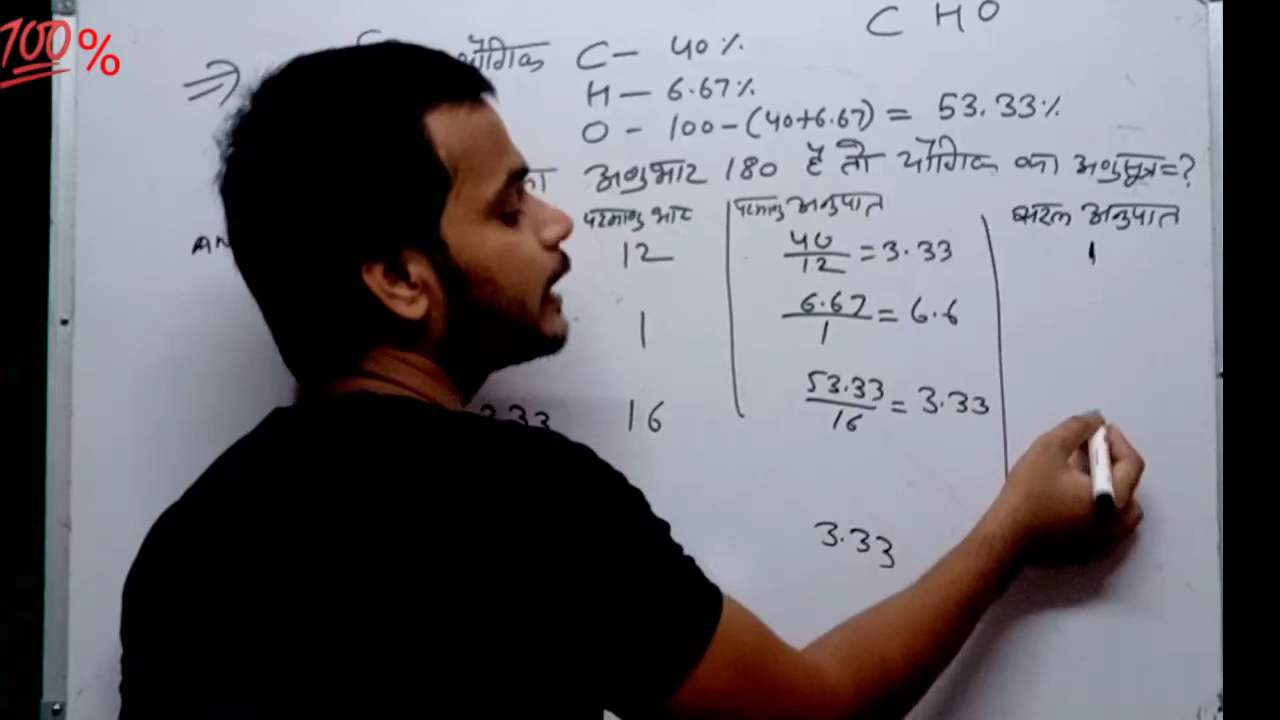 100%
C H O
यौगिक C - 40%
H - 6.67%
O - 100-(40+6.67) = 53.33%
का अणुभार 180 है तो यौगिक का अणुसूत्र=?
परमाणु भार परमाणु अनुपात सरल अनुपात
AN
12 40/12 = 3.33 1
1 6.67/1 = 6.6
3.33 16 53.33/16 = 3.33
3.33